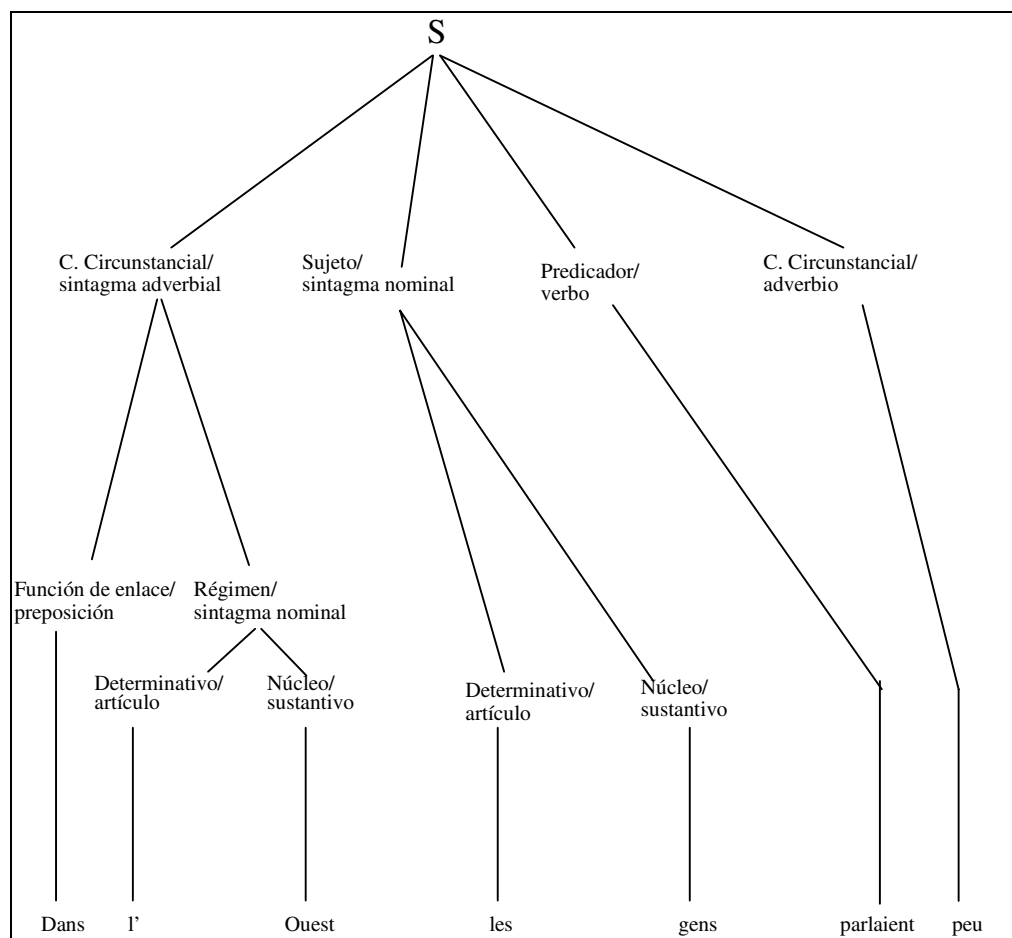 S
C. Circunstancial/
sintagma adverbial
Sujeto/
sintagma nominal
Predicador/
verbo
C. Circunstancial/
adverbio
Función de enlace/
preposición
Régimen/
sintagma nominal
Determinativo/
artículo
Núcleo/
sustantivo
Determinativo/
artículo
Núcleo/
sustantivo
Dans l’ Ouest les gens parlaient peu